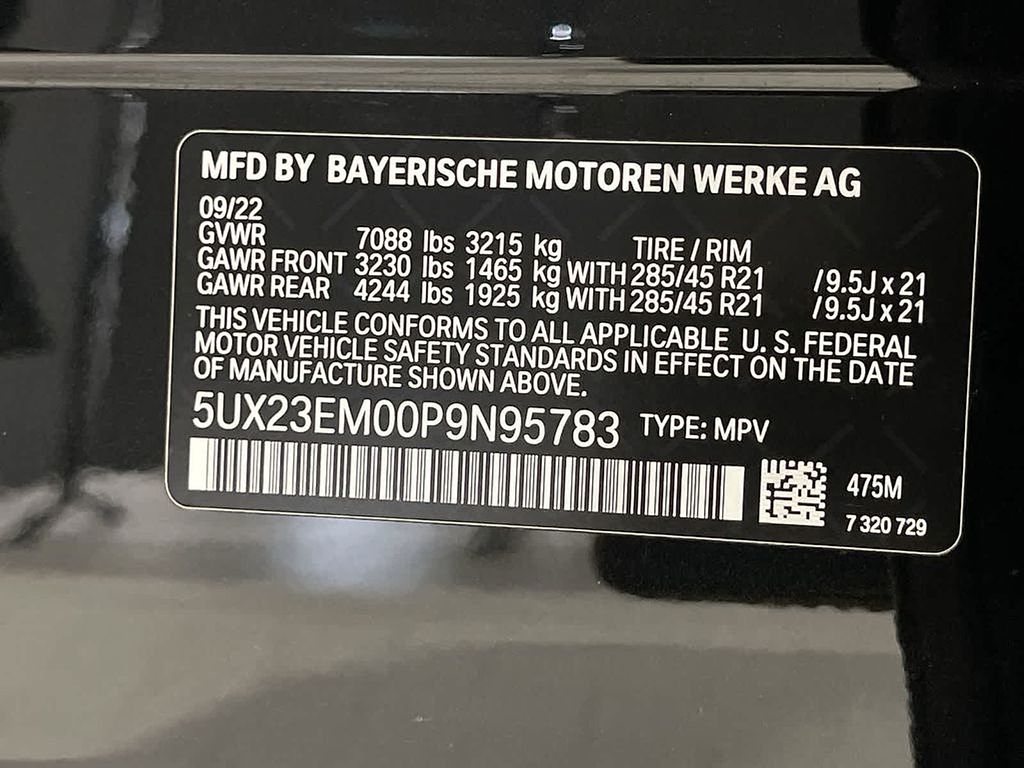 MFD BY BAYERISCHE MOTOREN WERKE AG
09/22
GVWR 7088 lbs 3215 kg TIRE / RIM
GAWR FRONT 3230 lbs 1465 kg WITH 285/45 R21 /9.5J x 21
GAWR REAR 4244 lbs 1925 kg WITH 285/45 R21 /9.5J x 21
THIS VEHICLE CONFORMS TO ALL APPLICABLE U. S. FEDERAL
MOTOR VEHICLE SAFETY STANDARDS IN EFFECT ON THE DATE
OF MANUFACTURE SHOWN ABOVE.
5UX23EM00P9N95783 TYPE: MPV
475M
7 320 729